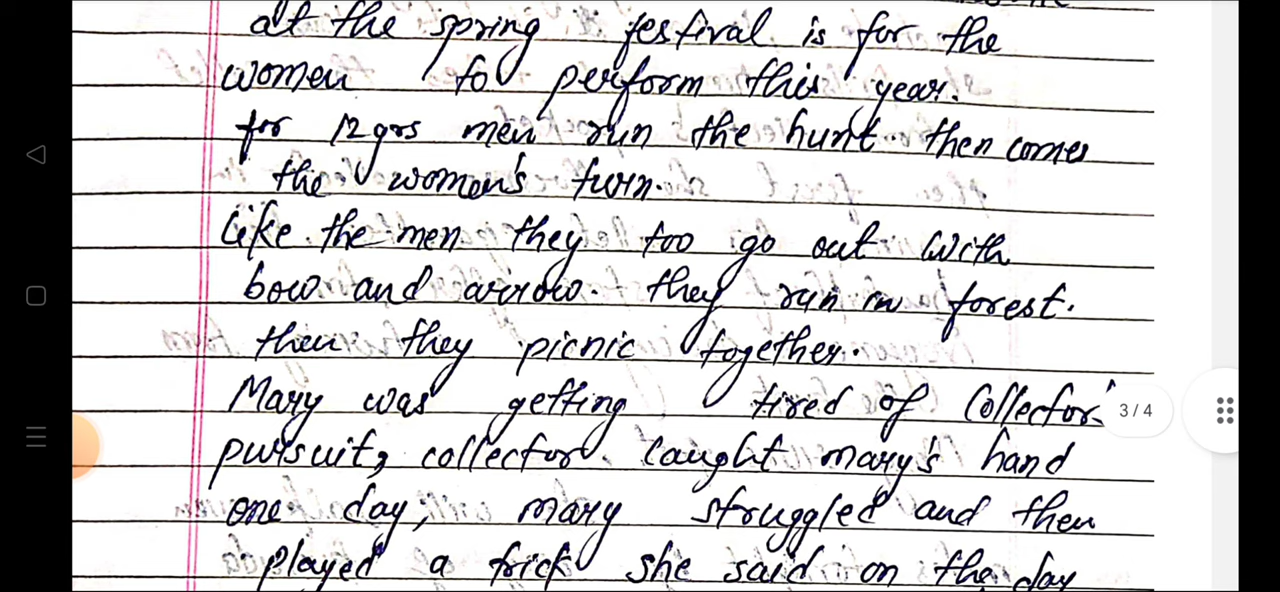 at the spring festival is for the
women to perform this year.
for 12 yrs men run the hunt. then comes
the women's turn.
Like the men they too go out with
bow and arrow. they run in forest.
then they picnic together.
Mary was getting tired of Collector's
pursuit, collector caught mary's hand
one day, mary struggled and then
played a trick she said on the day
3/4